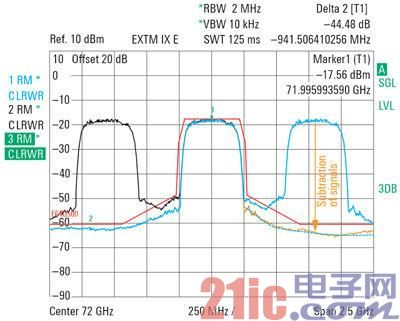 *RBW 2 MHz
Delta 2 [T1]
*VBW 10 kHz
-44.48 dB
Ref. 10 dBm
EXTM IX E
SWT 125 ms
-941.506410256 MHz
10 Offset 20 dB
Marker1 (T1)
-17.56 dBm
71.995993590 GHz
A
SGL
LVL
3DB
1 RM *
CLRWR
2 RM *
CLRWR
3 RM *
CLRWR
0
-10
-20
-30
-40
-50
-60
-70
-80
-90
1
2
Subtraction of signals
Center 72 GHz
250 MHz /
Span 2.5 GHz
21ic.com
电子网